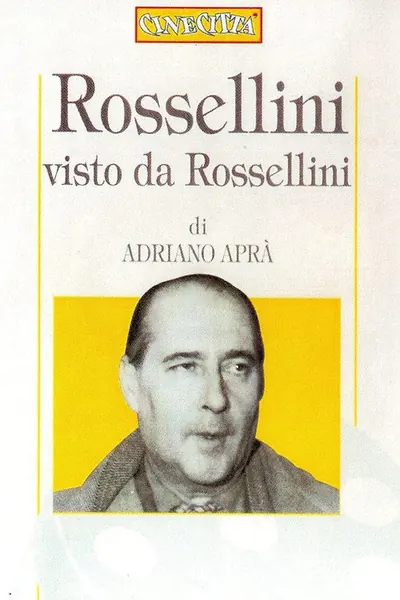 CINECITTÀ
Rossellini
visto da Rossellini
di
ADRIANO APRÀ